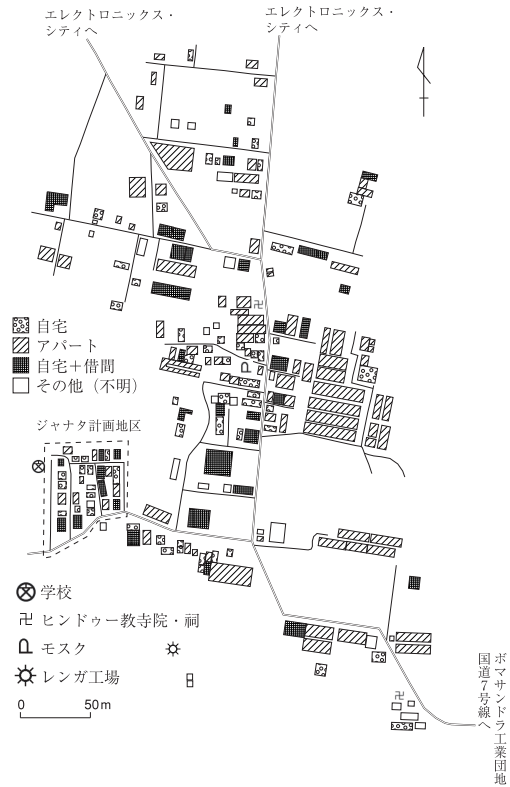 エレクトロニックス・
シティへ
エレクトロニックス・
シティへ
自宅
アパート
自宅＋借間
その他（不明）
ジャナタ計画地区
学校
ヒンドゥー教寺院・祠
モスク
レンガ工場
0 50m
ボマサンドラ工業団地
国道7号線へ